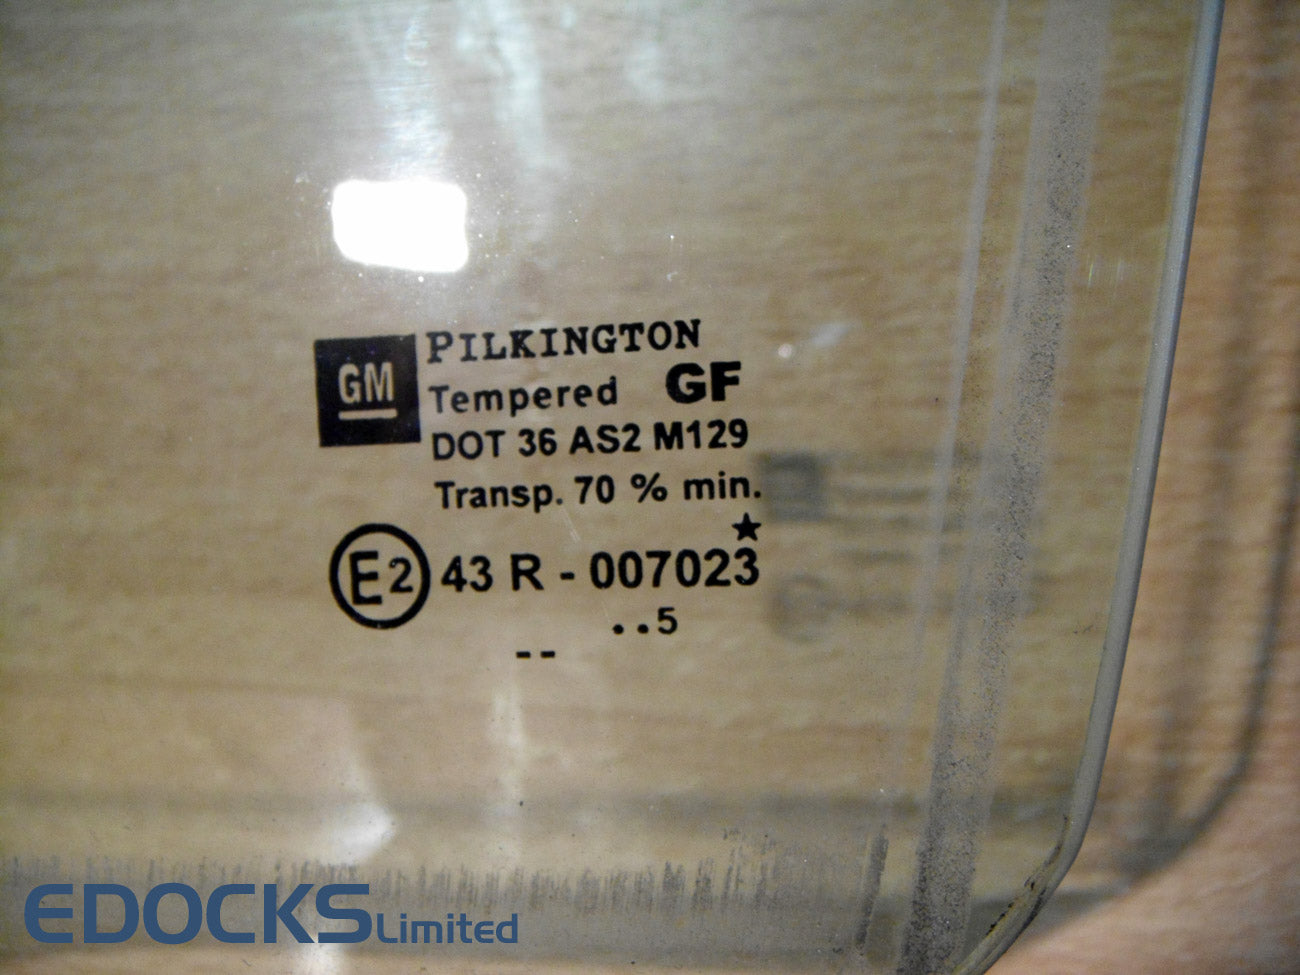 GM
PILKINGTON
Tempered GF
DOT 36 AS2 M129
Transp. 70 % min.
★
E2 43 R - 007023
. . 5
- -
EDOCKS Limited